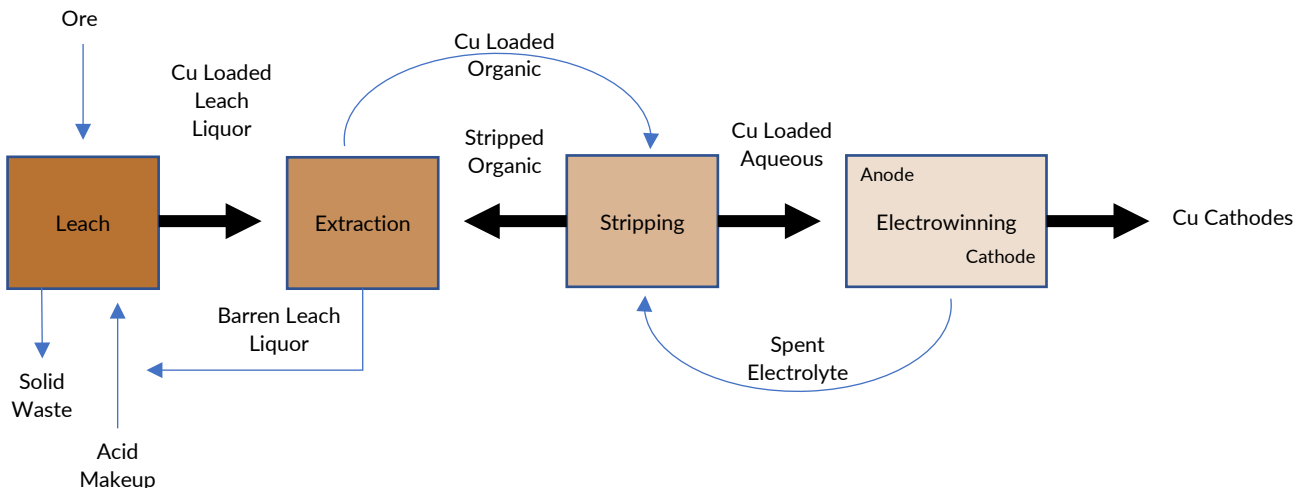 Ore
Cu Loaded
Leach
Liquor
Cu Loaded
Organic
Stripped
Organic
Cu Loaded
Aqueous
Leach
Extraction
Stripping
Anode
Electrowinning
Cathode
Cu Cathodes
Barren Leach
Liquor
Spent
Electrolyte
Solid
Waste
Acid
Makeup